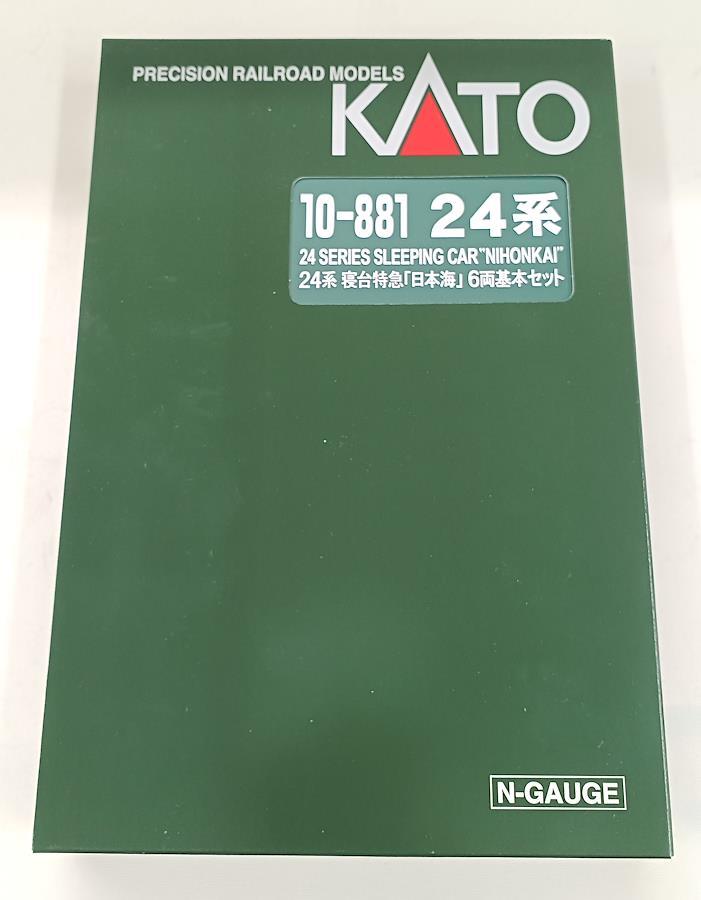 PRECISION RAILROAD MODELS
KATO
10-881 24系
24 SERIES SLEEPING CAR"NIHONKAI"
24系 寝台特急「日本海」 6両基本セット
N-GAUGE